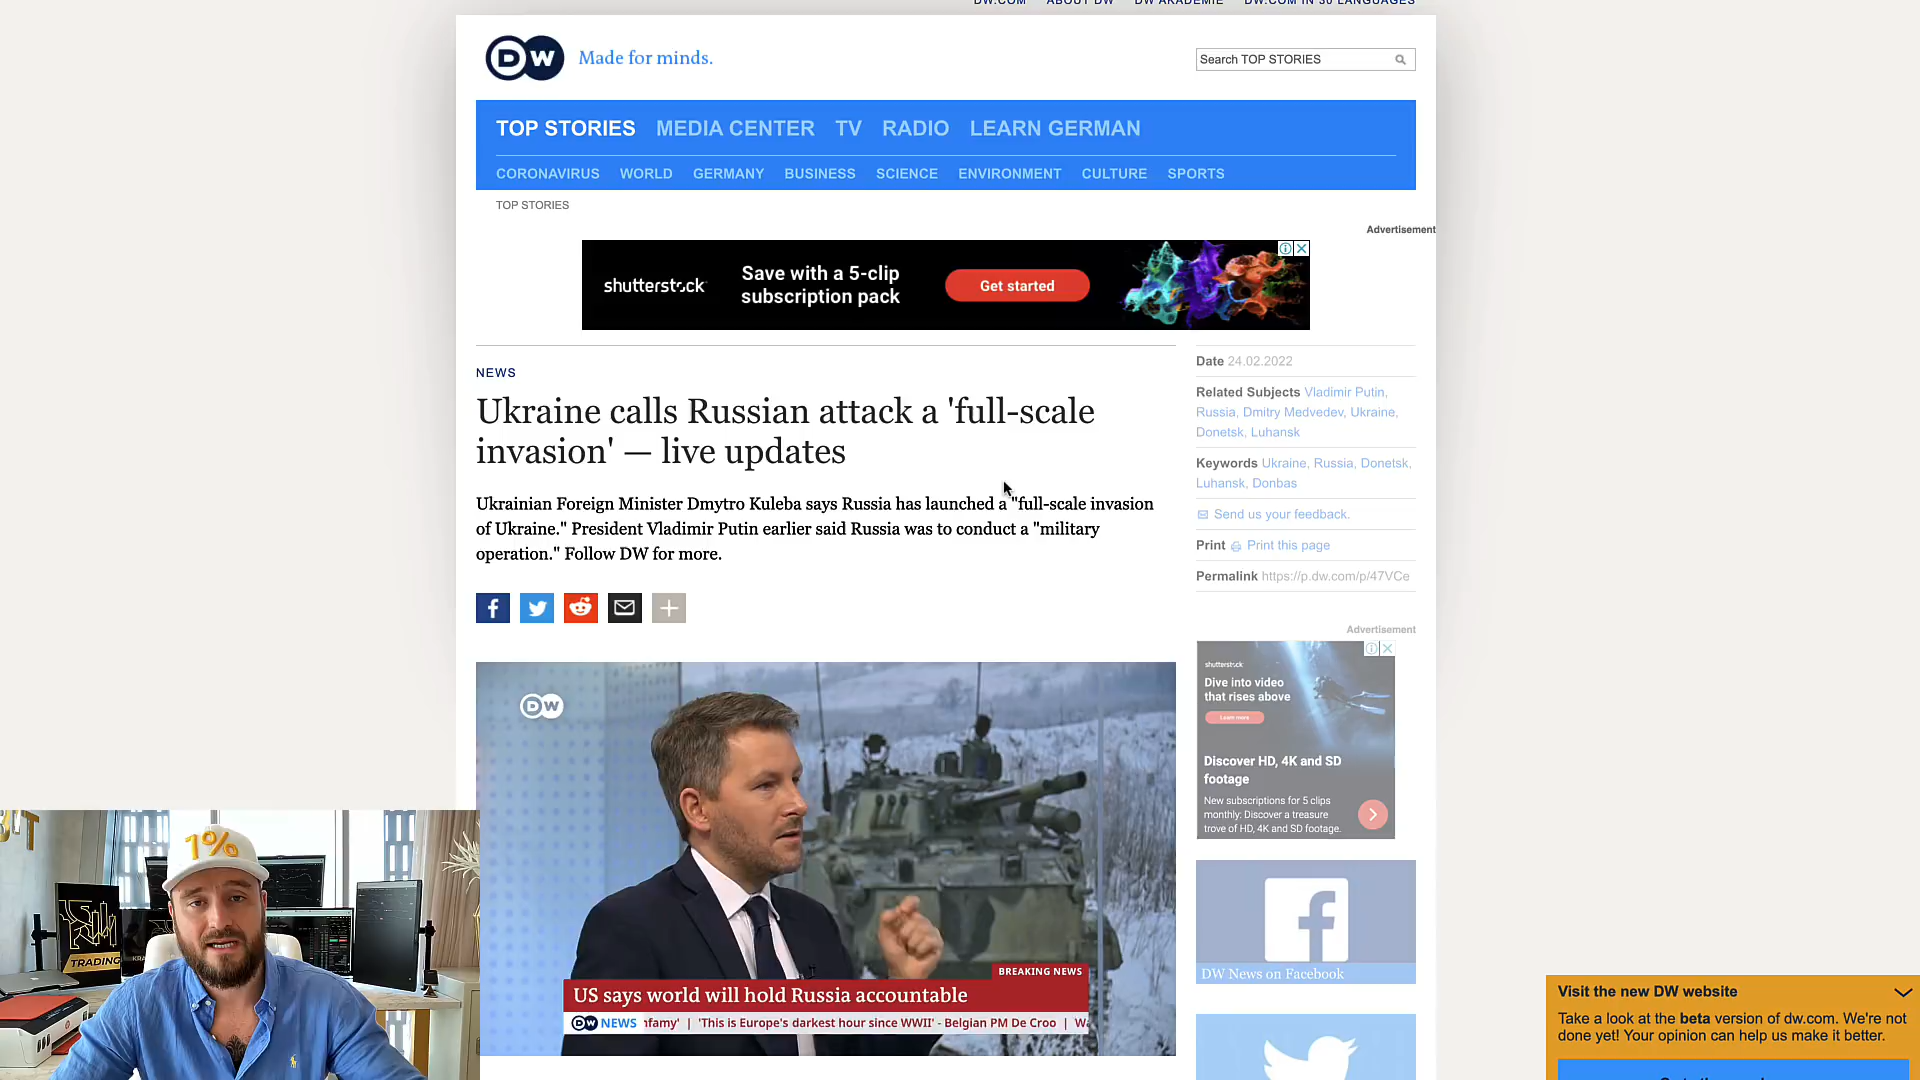 DW.COM ABOUT DW DW AKADEMIE DW.COM IN 30 LANGUAGES
DW Made for minds.
Search TOP STORIES
TOP STORIES MEDIA CENTER TV RADIO LEARN GERMAN
CORONAVIRUS WORLD GERMANY BUSINESS SCIENCE ENVIRONMENT CULTURE SPORTS
TOP STORIES
Advertisement
shutterstock
Save with a 5-clip
subscription pack
Get started
NEWS
Ukraine calls Russian attack a 'full-scale
invasion' — live updates
Ukrainian Foreign Minister Dmytro Kuleba says Russia has launched a "full-scale invasion
of Ukraine." President Vladimir Putin earlier said Russia was to conduct a "military
operation." Follow DW for more.
Date 24.02.2022
Related Subjects Vladimir Putin,
Russia, Dmitry Medvedev, Ukraine,
Donetsk, Luhansk
Keywords Ukraine, Russia, Donetsk,
Luhansk, Donbas
Send us your feedback.
Print Print this page
Permalink https://p.dw.com/p/47VCe
Advertisement
shutterstock
Dive into video
that rises above
Learn more
Discover HD, 4K and SD
footage
New subscriptions for 5 clips
monthly: Discover a treasure
trove of HD, 4K and SD footage.
DW News on Facebook
DW
BREAKING NEWS
US says world will hold Russia accountable
DW NEWS nfamy' | 'This is Europe's darkest hour since WWII' - Belgian PM De Croo | Wa
1%
TRADING
Visit the new DW website
Take a look at the beta version of dw.com. We're not
done yet! Your opinion can help us make it better.